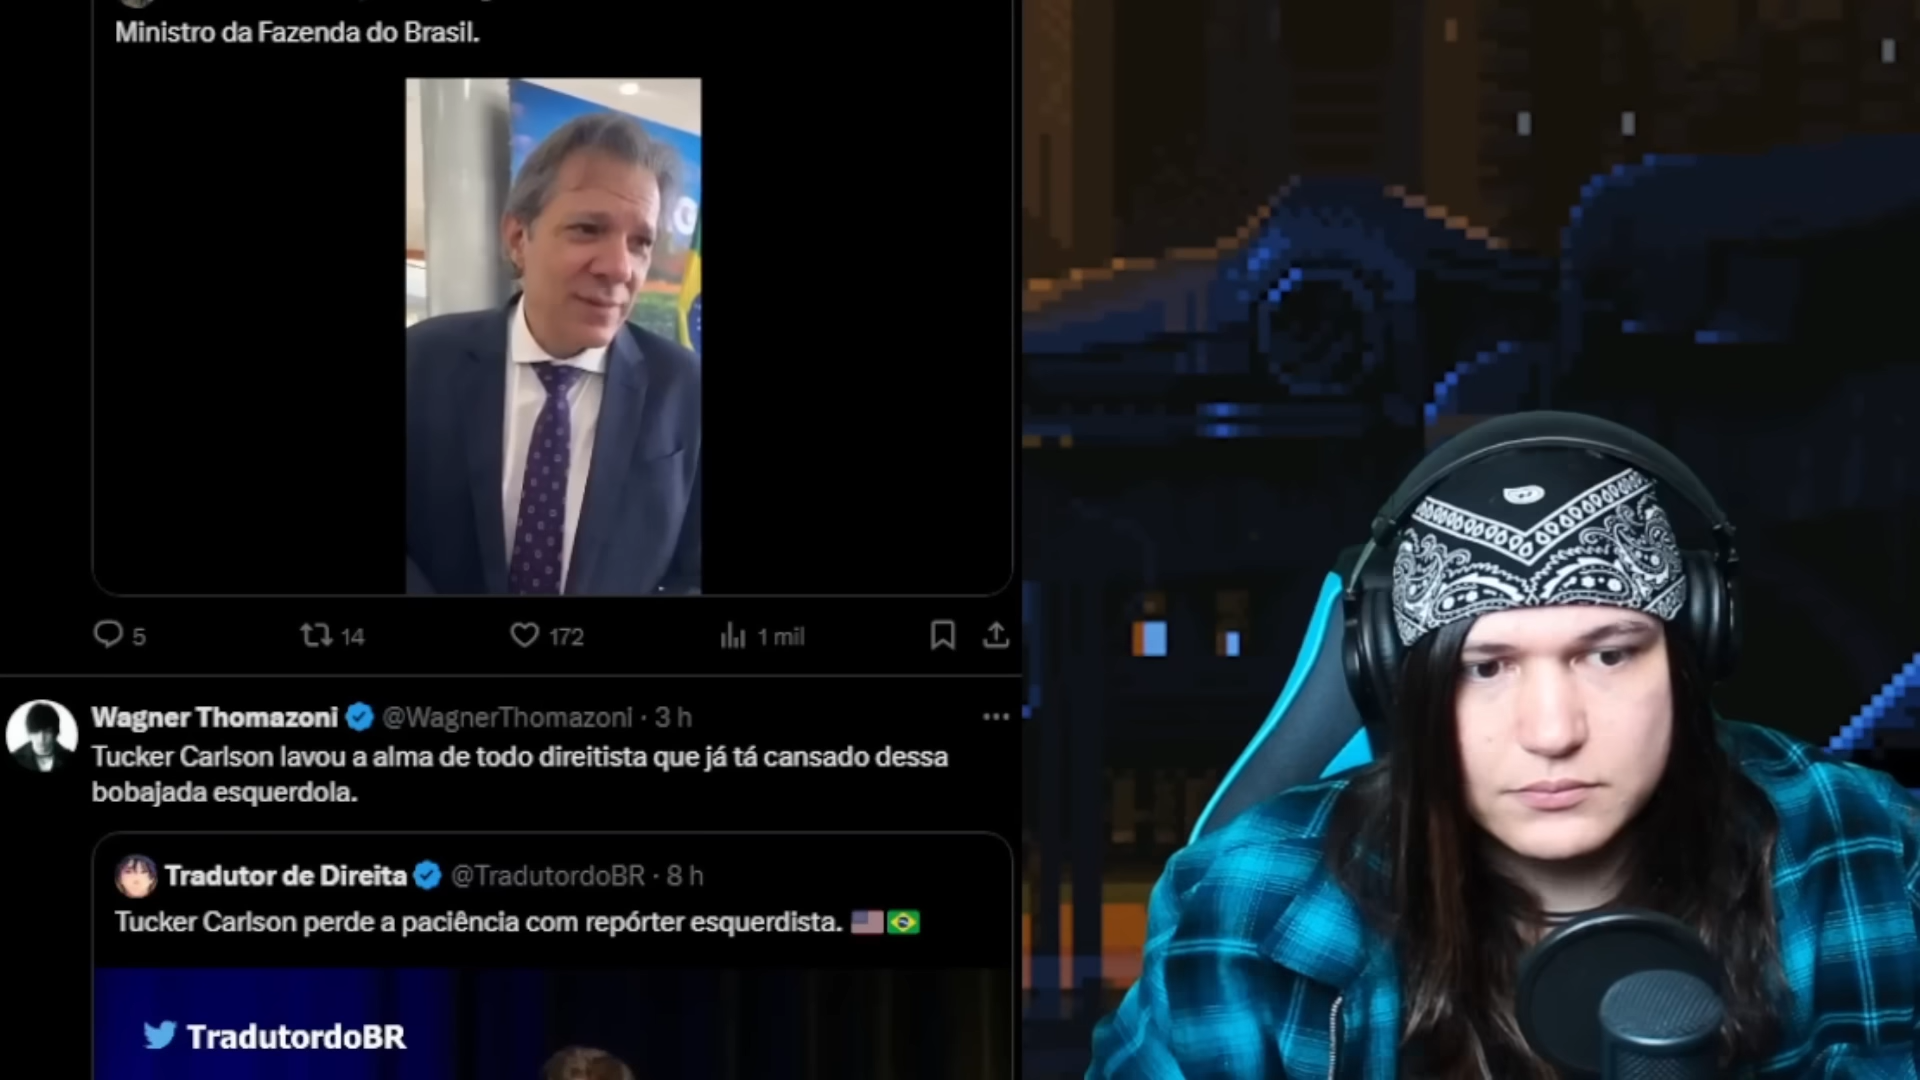 Ministro da Fazenda do Brasil.
G
5 14 172 1 mil
Wagner Thomazoni @WagnerThomazoni · 3 h
Tucker Carlson lavou a alma de todo direitista que já tá cansado dessa
bobajada esquerdola.
Tradutor de Direita @TradutordoBR · 8 h
Tucker Carlson perde a paciência com repórter esquerdista.
TradutordoBR